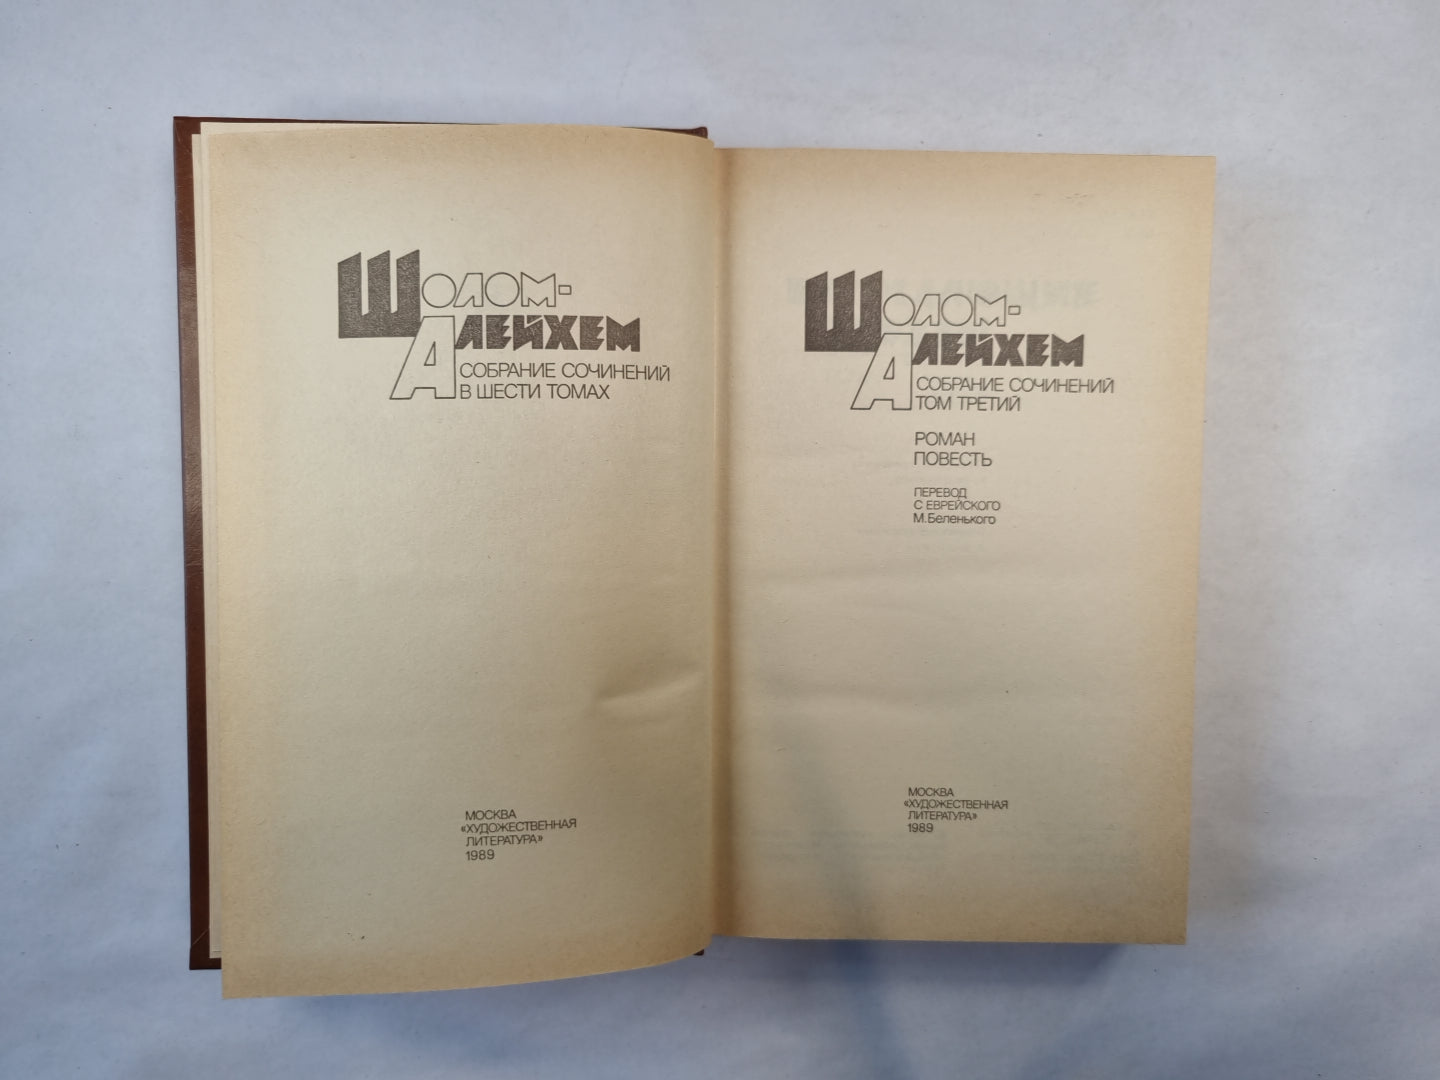 Шолом-
Алейхем
СОБРАНИЕ СОЧИНЕНИЙ
В ШЕСТИ ТОМАХ
МОСКВА
«ХУДОЖЕСТВЕННАЯ
ЛИТЕРАТУРА»
1989
Шолом-
Алейхем
СОБРАНИЕ СОЧИНЕНИЙ
ТОМ ТРЕТИЙ
РОМАН
ПОВЕСТЬ
ПЕРЕВОД
С ЕВРЕЙСКОГО
М.Беленького
МОСКВА
«ХУДОЖЕСТВЕННАЯ
ЛИТЕРАТУРА»
1989